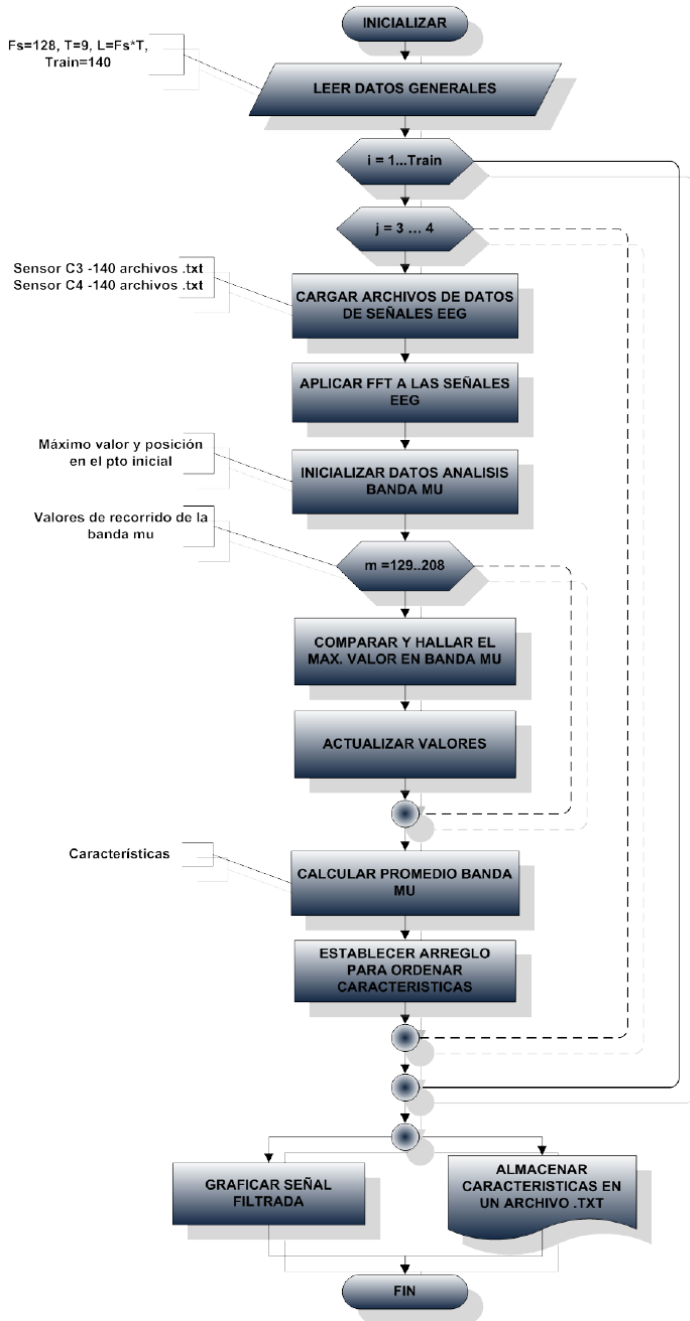 INICIALIZAR
Fs=128, T=9, L=Fs*T,
Train=140
LEER DATOS GENERALES
i = 1...Train
j = 3 ... 4
Sensor C3 -140 archivos .txt
Sensor C4 -140 archivos .txt
CARGAR ARCHIVOS DE DATOS
DE SEÑALES EEG
APLICAR FFT A LAS SEÑALES
EEG
Máximo valor y posición
en el pto inicial
INICIALIZAR DATOS ANALISIS
BANDA MU
Valores de recorrido de la
banda mu
m =129..208
COMPARAR Y HALLAR EL
MAX. VALOR EN BANDA MU
ACTUALIZAR VALORES
Características
CALCULAR PROMEDIO BANDA
MU
ESTABLECER ARREGLO
PARA ORDENAR
CARACTERISTICAS
GRAFICAR SEÑAL
FILTRADA
ALMACENAR
CARACTERISTICAS EN
UN ARCHIVO .TXT
FIN